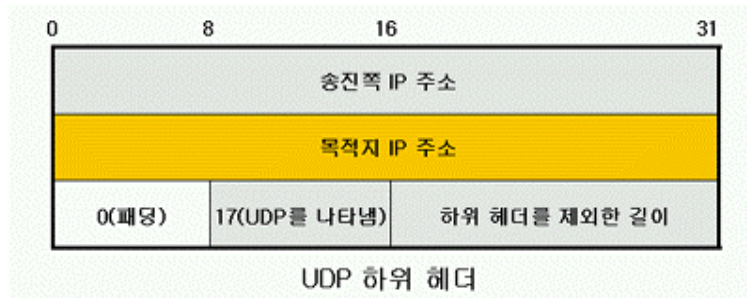 0 8 16 31
송진쪽 IP 주소
목적지 IP 주소
0(패딩) 17(UDP를 나타냄) 하위 헤더를 제외한 길이
UDP 하위 헤더